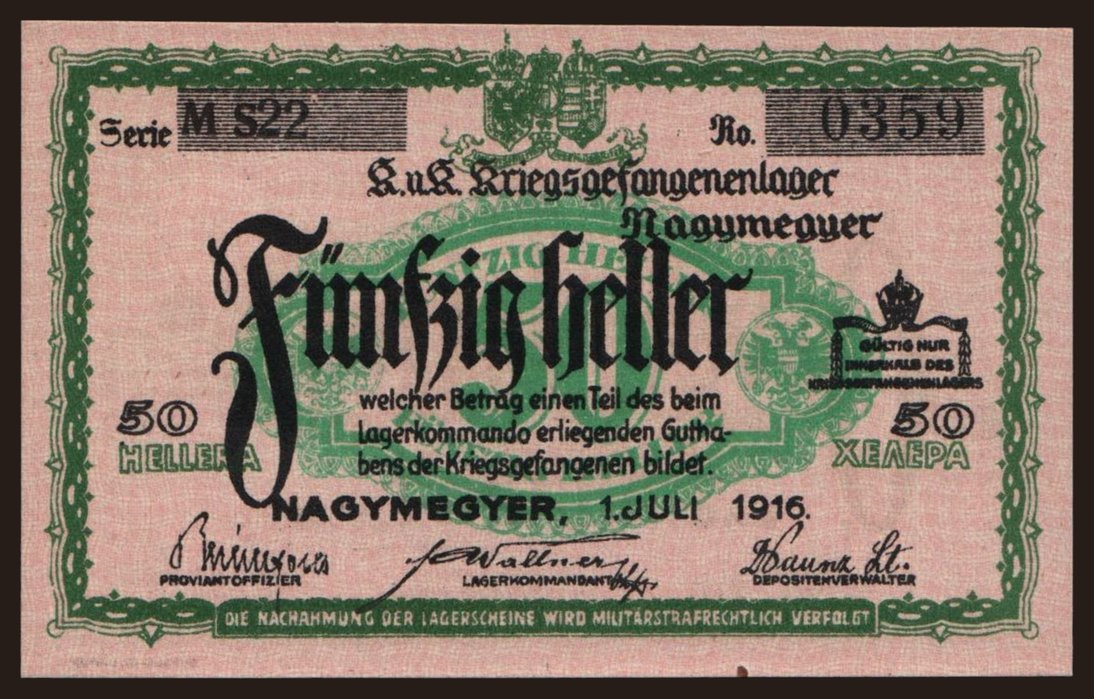 Serie M S22
No. 0359
K.u.K. Kriegsgefangenenlager
Nagymegyer
Fünfzig heller
GÜLTIG NUR
INNERHALB DES
KRIEGSGEFANGENENLAGERS
welcher Betrag einen Teil des beim
Lagerkommando erliegenden Gutha-
bens der Kriegsgefangenen bildet.
50
HELLERA
50
ХЕЛЕРА
NAGYMEGYER, 1. JULI 1916.
PROVIANTOFFIZIER
Wallner
LAGERKOMMANDANT
Lt.
DEPOSITENVERWALTER
DIE NACHAHMUNG DER LAGERSCHEINE WIRD MILITÄRSTRAFRECHTLICH VERFOLGT